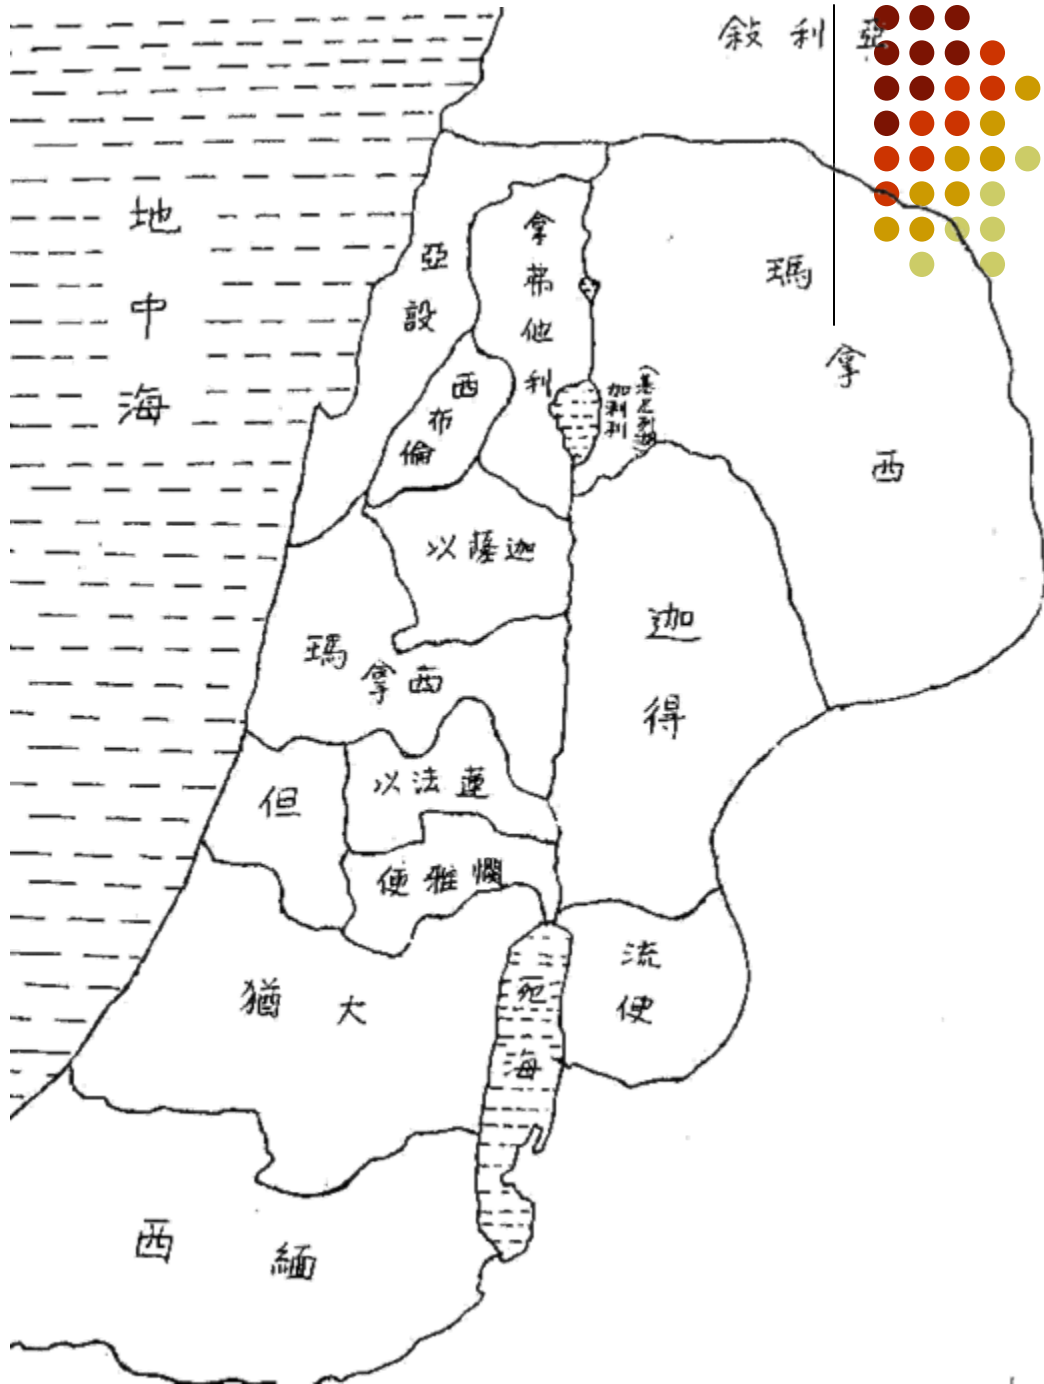 敍利亞
地中海
亞設
拿弗他利
瑪拿西
西布倫
加利利
(基尼烈湖)
以薩迦
迦得
瑪拿西
以法蓮
但
便雅憫
流便
猶大
死海
西緬